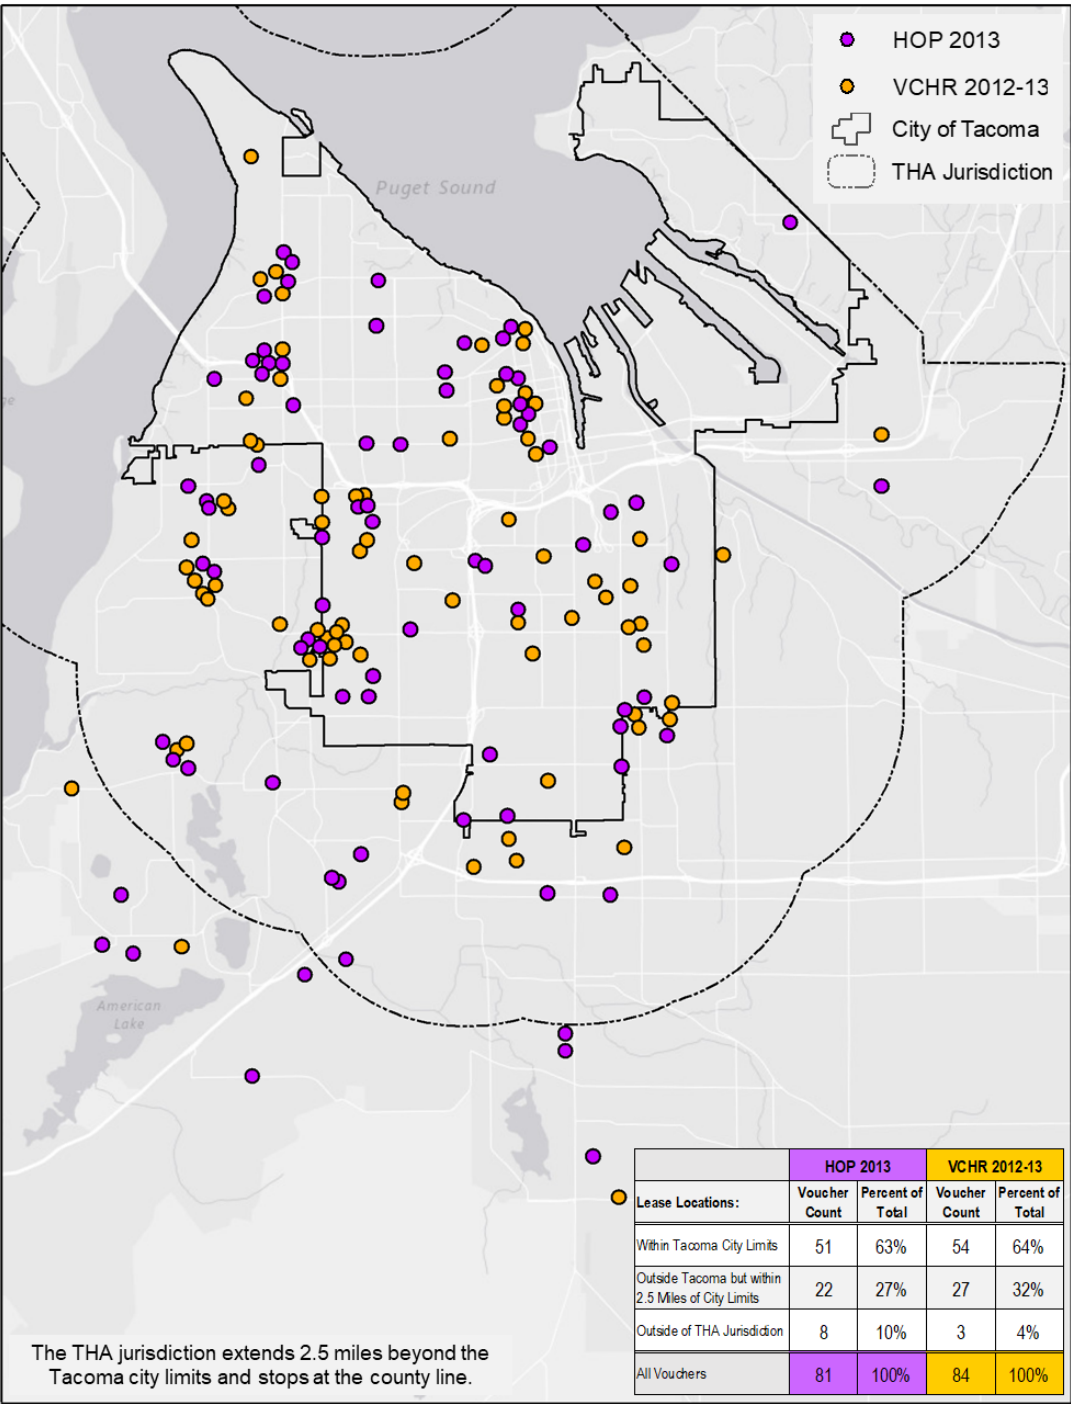 HOP 2013
VCHR 2012-13
City of Tacoma
THA Jurisdiction
Puget Sound
American
Lake
HOP 2013 VCHR 2012-13
Lease Locations: Voucher Count Percent of Total Voucher Count Percent of Total
Within Tacoma City Limits 51 63% 54 64%
Outside Tacoma but within
2.5 Miles of City Limits 22 27% 27 32%
Outside of THA Jurisdiction 8 10% 3 4%
All Vouchers 81 100% 84 100%
The THA jurisdiction extends 2.5 miles beyond the
Tacoma city limits and stops at the county line.